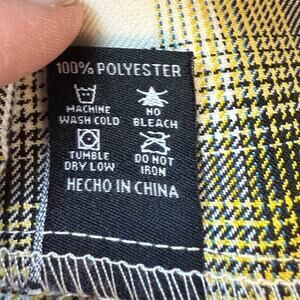 100% POLYESTER
MACHINE WASH COLD
NO BLEACH
TUMBLE DRY LOW
DO NOT IRON
HECHO IN CHINA